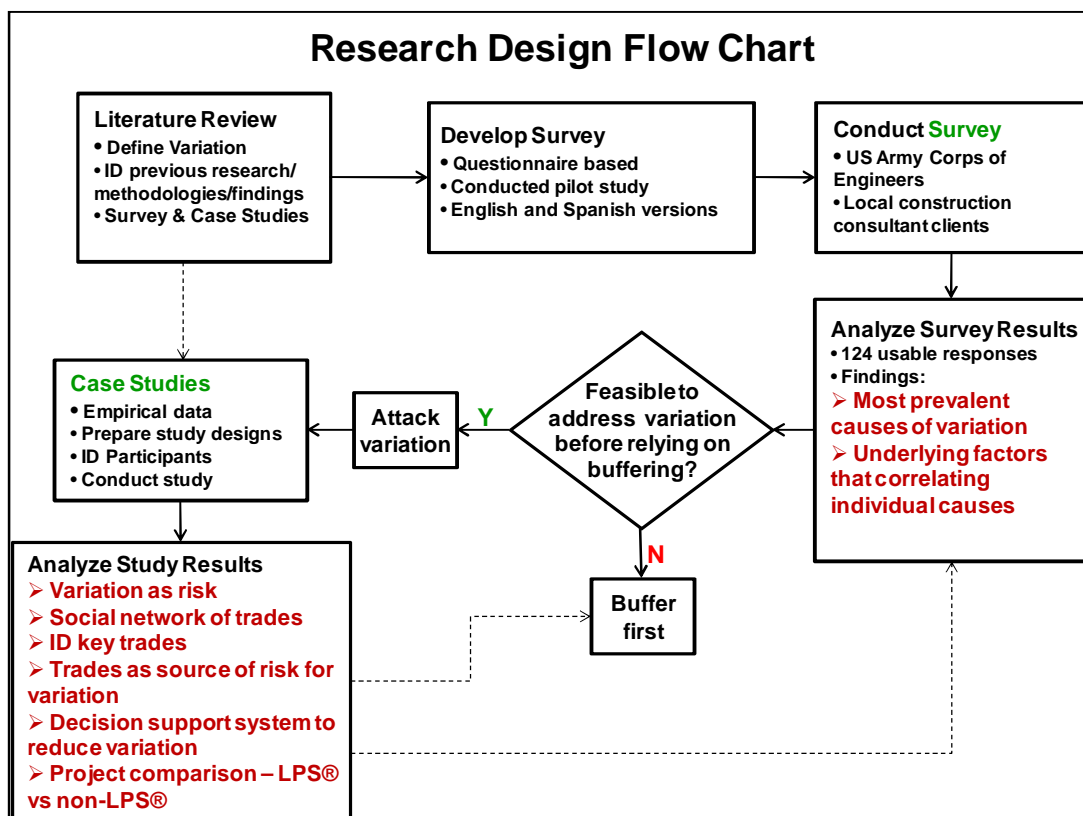 Research Design Flow Chart
Literature Review
• Define Variation
• ID previous research/
methodologies/findings
• Survey & Case Studies
Develop Survey
• Questionnaire based
• Conducted pilot study
• English and Spanish versions
Conduct Survey
• US Army Corps of
Engineers
• Local construction
consultant clients
Analyze Survey Results
• 124 usable responses
• Findings:
➢ Most prevalent
causes of variation
➢ Underlying factors
that correlating
individual causes
Feasible to
address variation
before relying on
buffering?
Y
N
Attack
variation
Buffer
first
Case Studies
• Empirical data
• Prepare study designs
• ID Participants
• Conduct study
Analyze Study Results
➢ Variation as risk
➢ Social network of trades
➢ ID key trades
➢ Trades as source of risk for
variation
➢ Decision support system to
reduce variation
➢ Project comparison – LPS®
vs non-LPS®